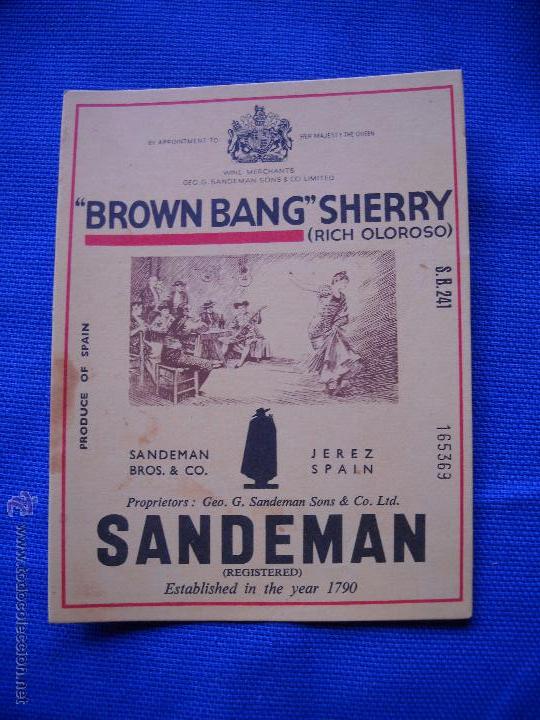 BY APPOINTMENT TO HER MAJESTY THE QUEEN
WINE MERCHANTS
GEO. G. SANDEMAN SONS & CO LIMITED
"BROWN BANG" SHERRY
(RICH OLOROSO)
S.B.241
PRODUCE OF SPAIN
165369
SANDEMAN BROS. & CO.
JEREZ SPAIN
Proprietors: Geo. G. Sandeman Sons & Co. Ltd.
SANDEMAN
(REGISTERED)
Established in the year 1790
www.todocoleccion.net